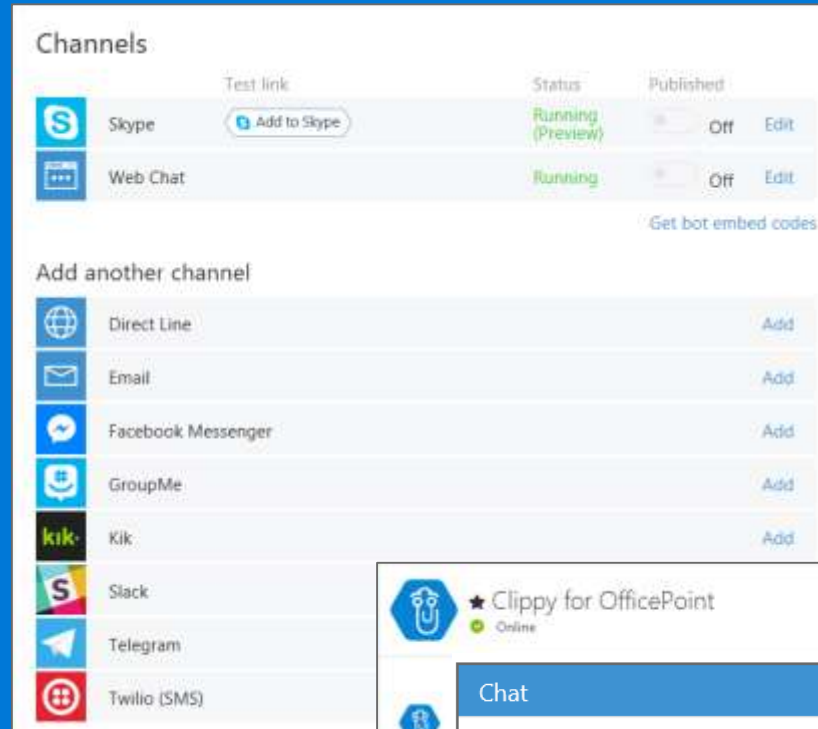 Channels
Test link Status Published
Skype Add to Skype Running (Preview) Off Edit
Web Chat Running Off Edit
Get bot embed codes
Add another channel
Direct Line Add
Email Add
Facebook Messenger Add
GroupMe Add
kik· Kik Add
S Slack
Telegram
Twilio (SMS)
★ Clippy for OfficePoint
Online
Chat